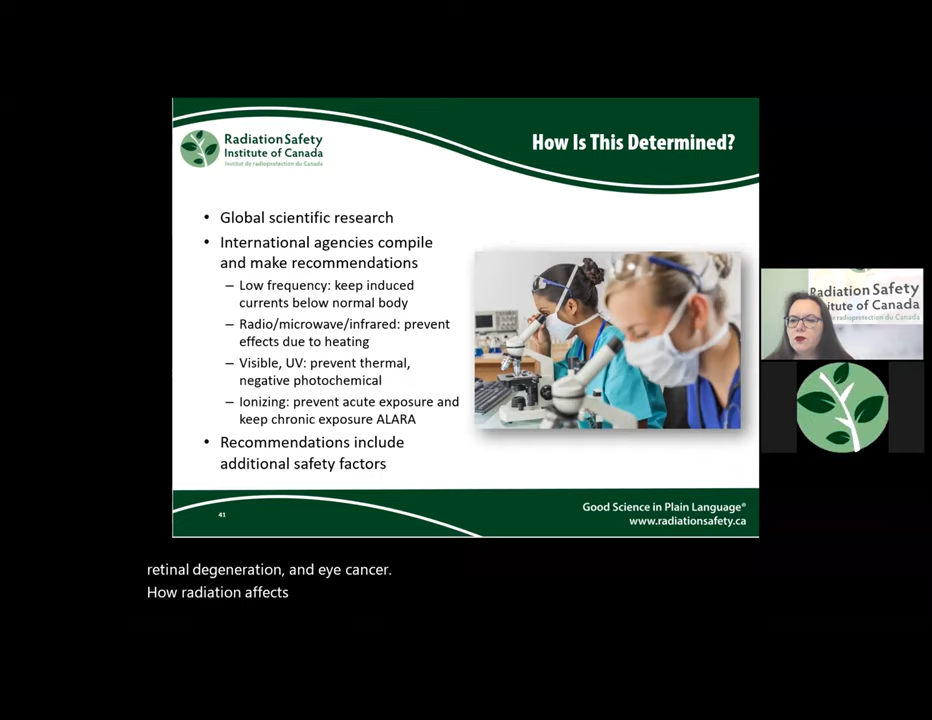 Radiation Safety
Institute of Canada
Institut de radioprotection du Canada
How Is This Determined?
• Global scientific research
• International agencies compile
and make recommendations
– Low frequency: keep induced
currents below normal body
– Radio/microwave/infrared: prevent
effects due to heating
– Visible, UV: prevent thermal,
negative photochemical
– Ionizing: prevent acute exposure and
keep chronic exposure ALARA
• Recommendations include
additional safety factors
41
Good Science in Plain Language®
www.radiationsafety.ca
Radiation Safety
itute of Canada
radioprotection du Canada
retinal degeneration, and eye cancer.
How radiation affects